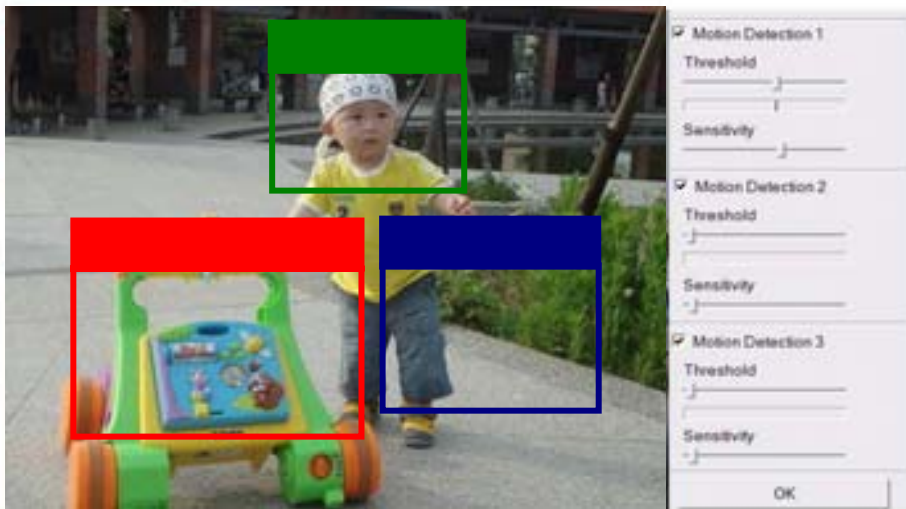 Motion Detection 1
Threshold
Sensitivity
Motion Detection 2
Threshold
Sensitivity
Motion Detection 3
Threshold
Sensitivity
OK